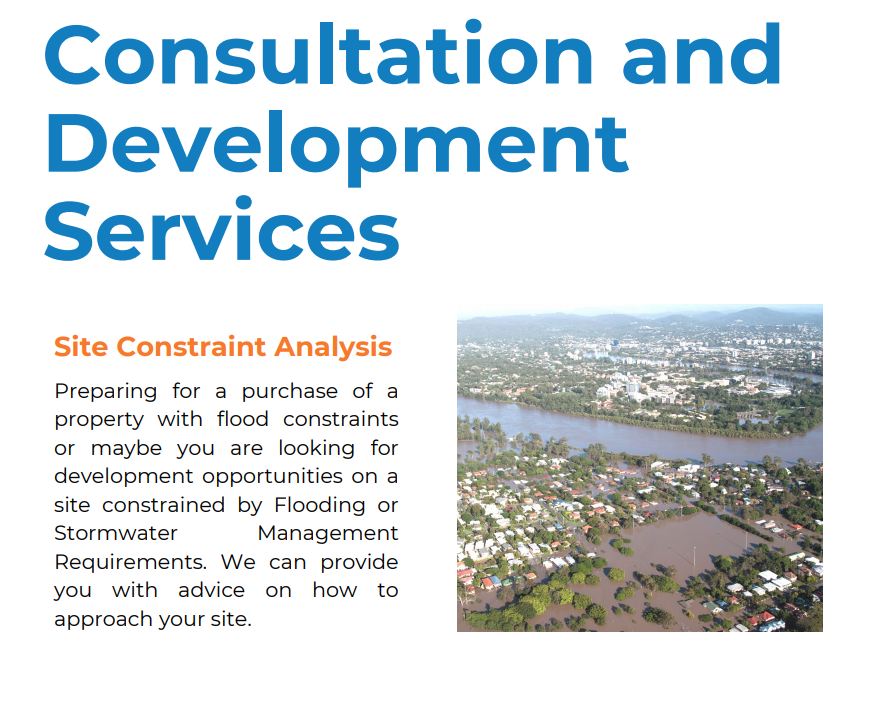 Consultation and
Development
Services
Site Constraint Analysis
Preparing for a purchase of a
property with flood constraints
or maybe you are looking for
development opportunities on a
site constrained by Flooding or
Stormwater Management
Requirements. We can provide
you with advice on how to
approach your site.